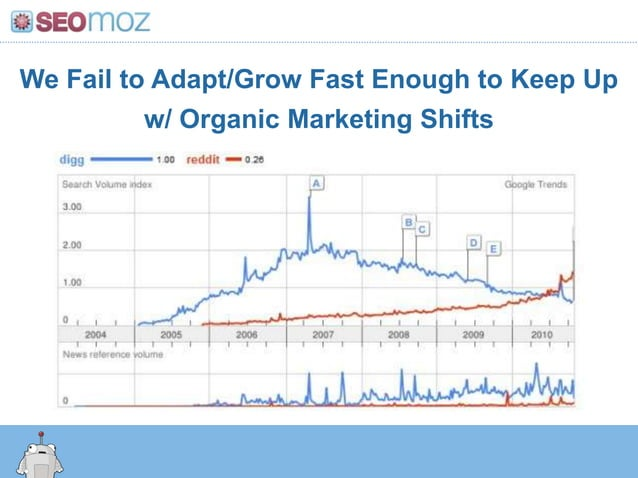 SEOmoz
We Fail to Adapt/Grow Fast Enough to Keep Up
w/ Organic Marketing Shifts
digg 1.00 reddit 0.26
Search Volume index Google Trends
A
3.00
B
C
2.00
D
E
1.00
0
2004 2005 2006 2007 2008 2009 2010
News reference volume
0